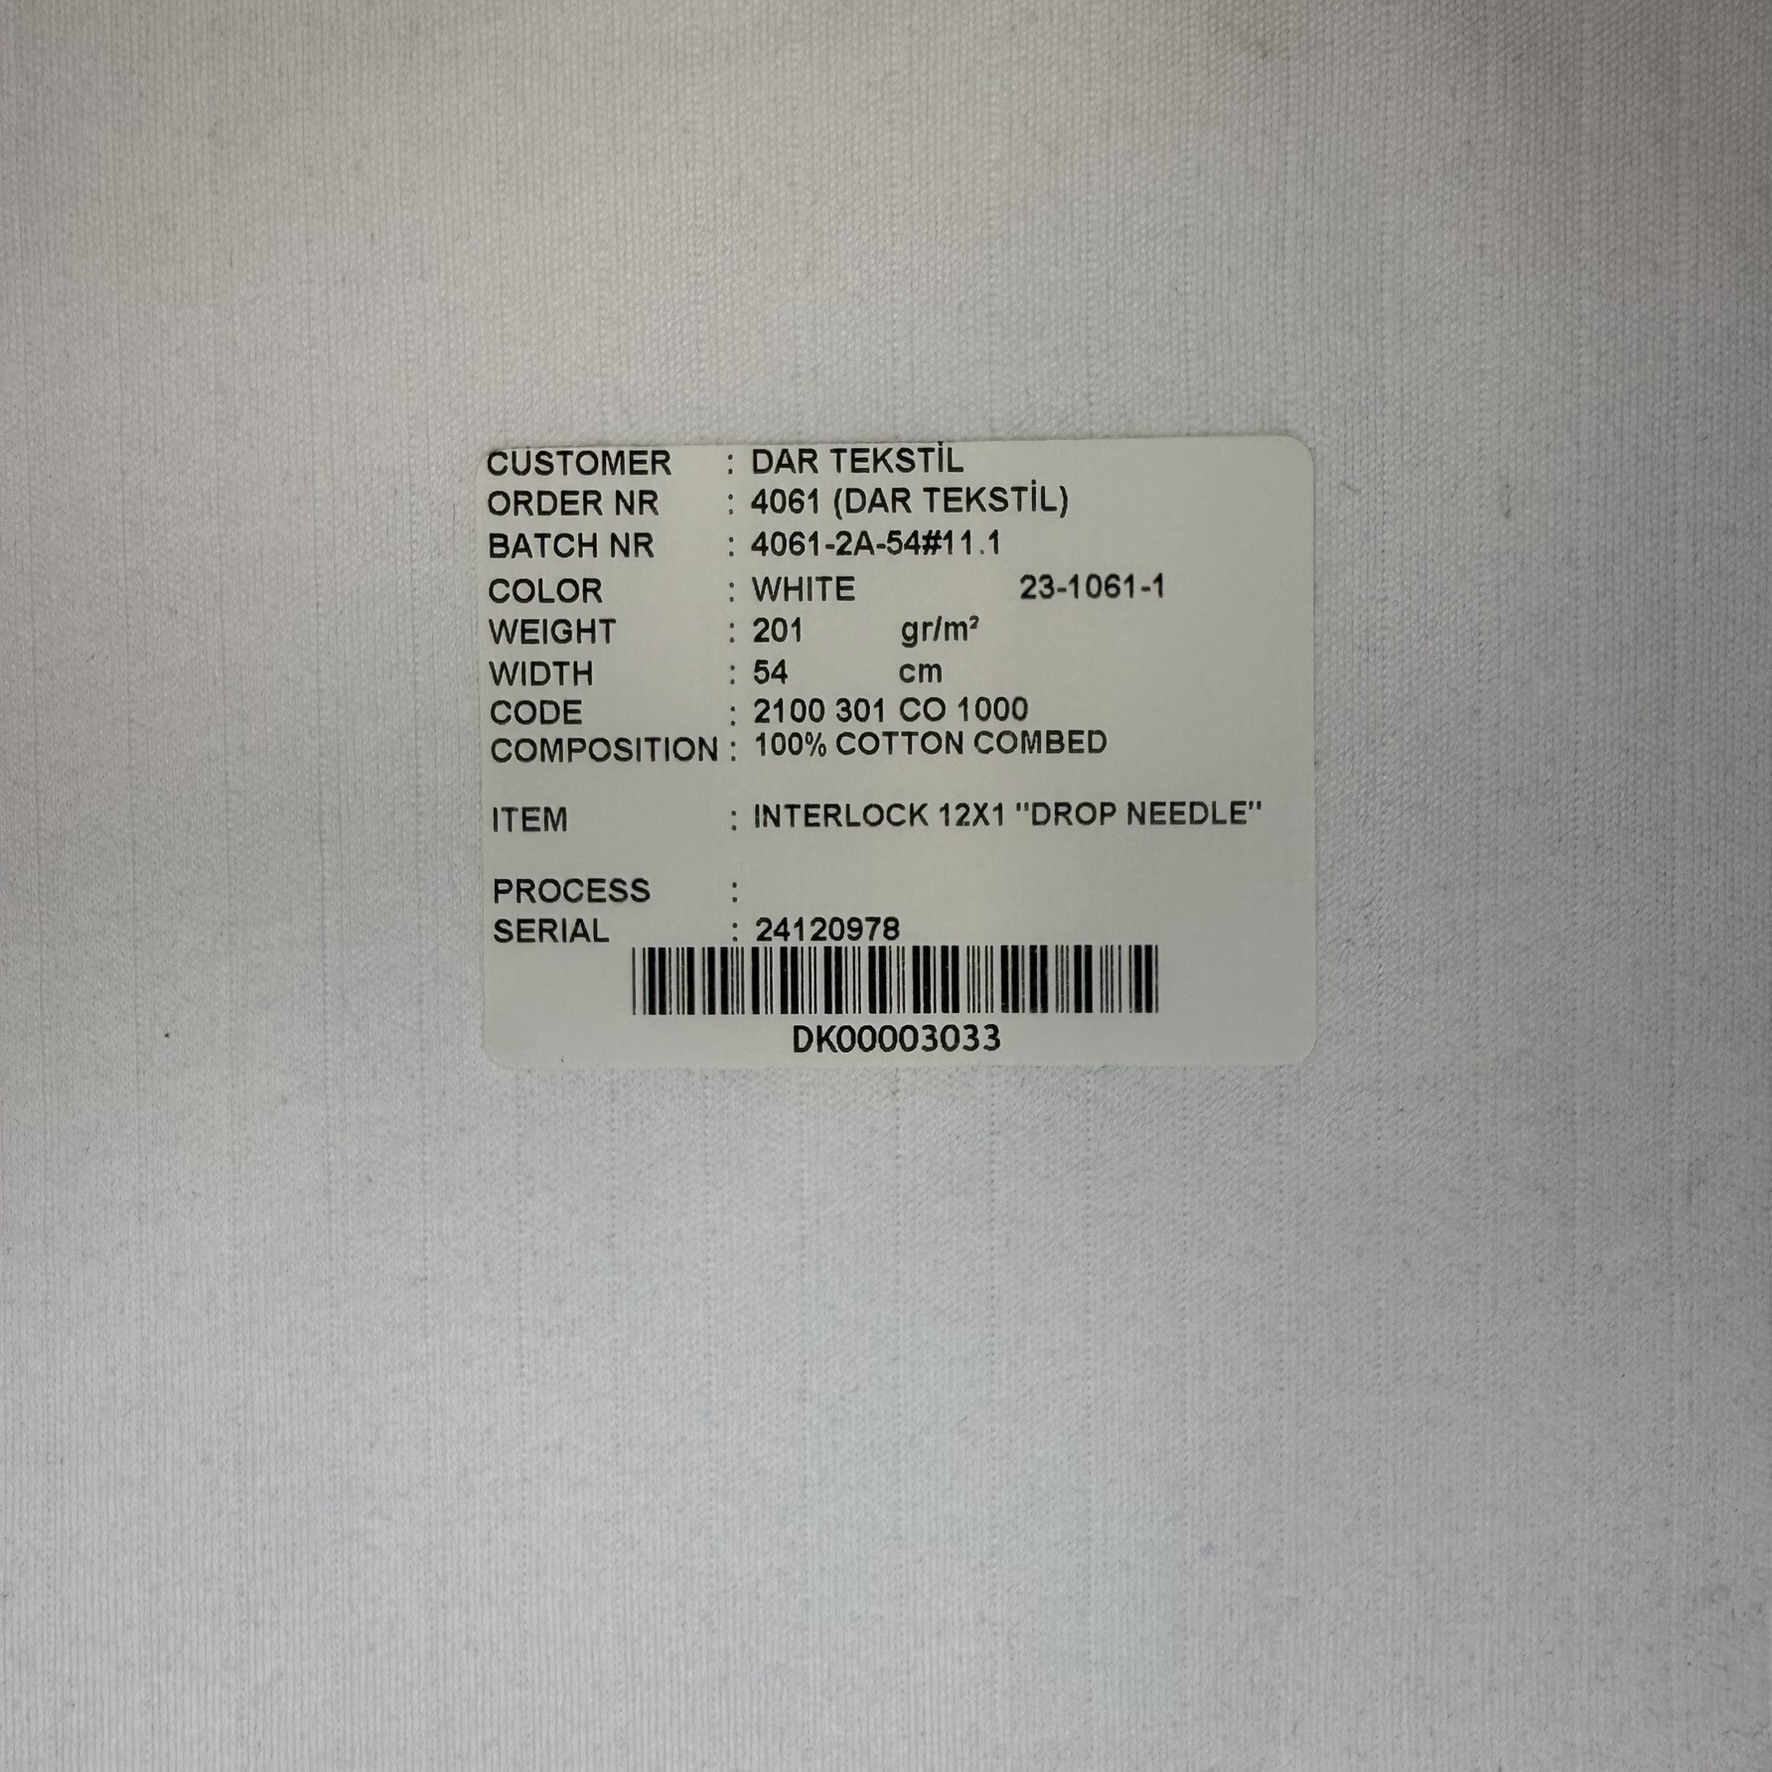 CUSTOMER : DAR TEKSTİL
ORDER NR : 4061 (DAR TEKSTİL)
BATCH NR : 4061-2A-54#11.1
COLOR : WHITE 23-1061-1
WEIGHT : 201 gr/m²
WIDTH : 54 cm
CODE : 2100 301 CO 1000
COMPOSITION : 100% COTTON COMBED
ITEM : INTERLOCK 12X1 "DROP NEEDLE"
PROCESS :
SERIAL : 24120978
DK00003033